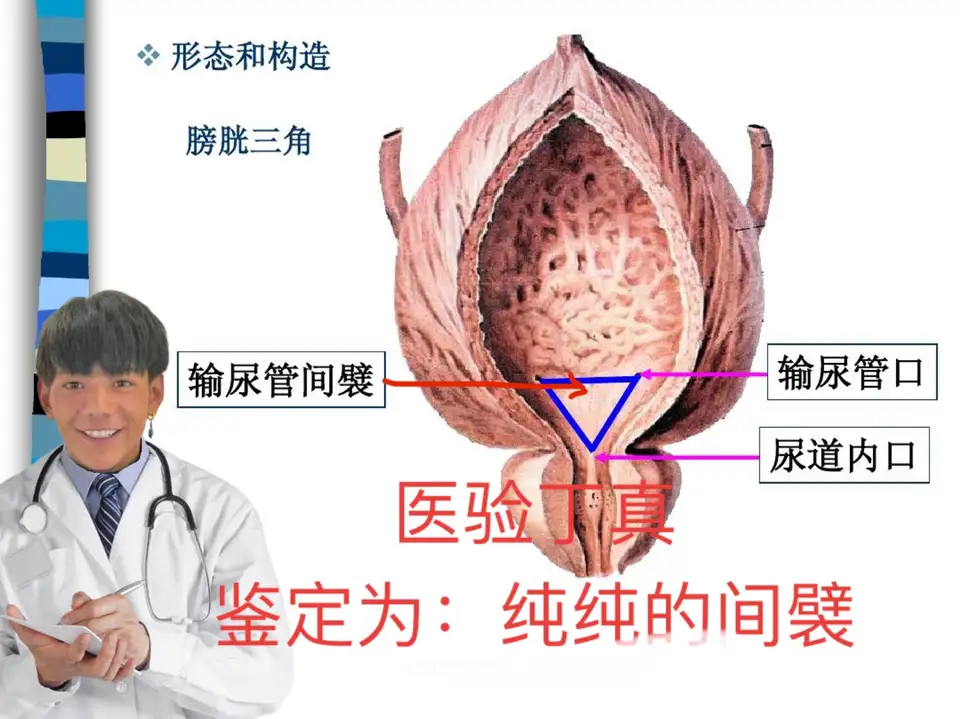 形态和构造
膀胱三角
输尿管间襞
输尿管口
尿道内口
医验丁真
鉴定为：纯纯的间襞